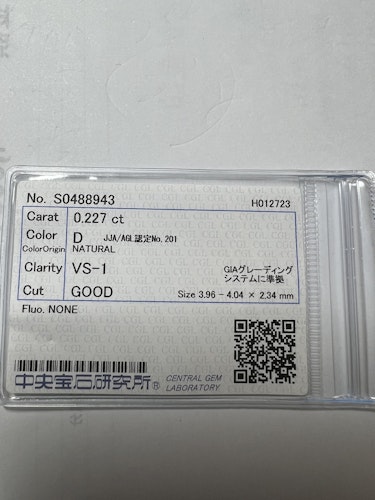 No. S0488943 H012723
Carat 0.227 ct
Color D JJA/AGL認定No.201
ColorOrigin NATURAL
Clarity VS-1 GIAグレーディング
システムに準拠
Cut GOOD Size 3.96 - 4.04 × 2.34 mm
Fluo. NONE
中央宝石研究所® CENTRAL GEM
LABORATORY